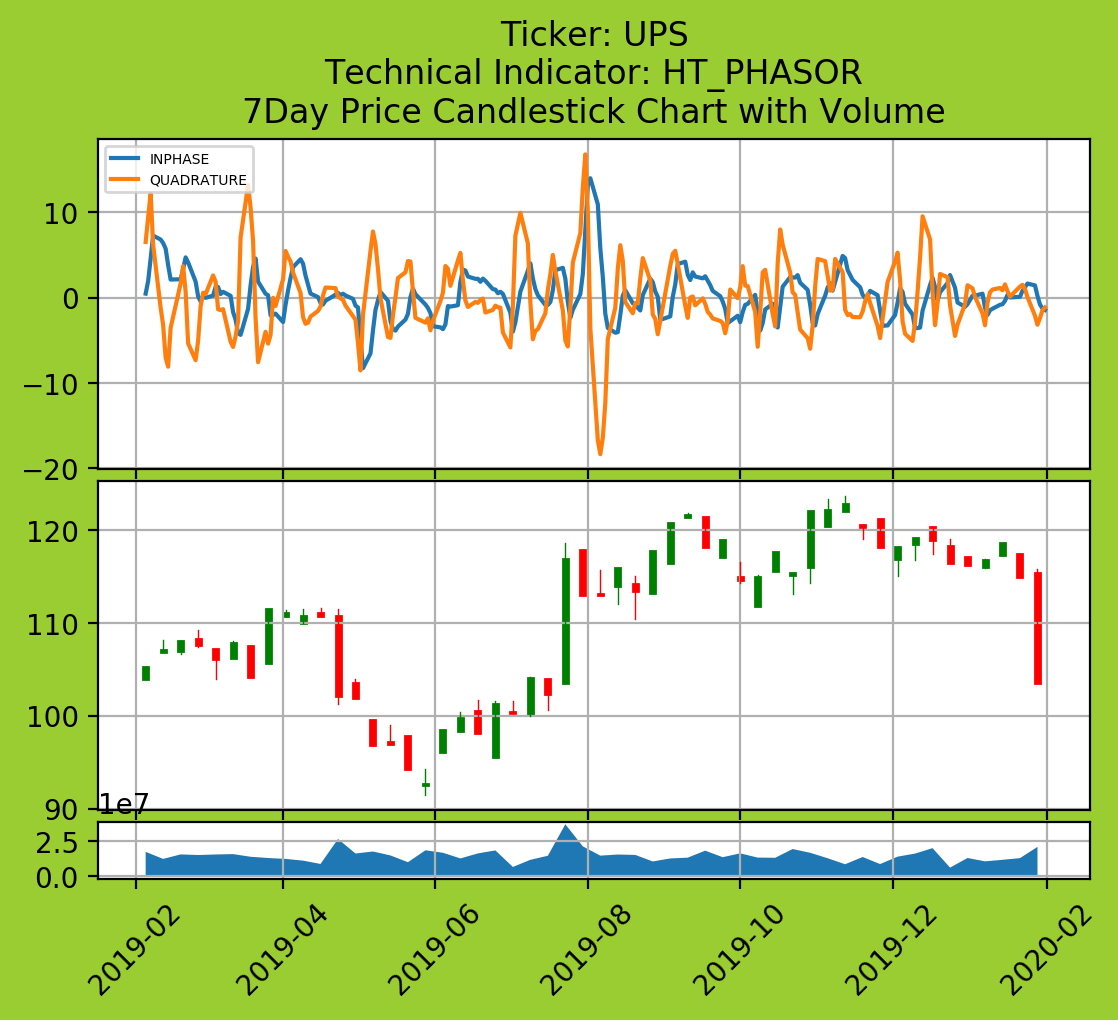 Ticker: UPS
Technical Indicator: HT_PHASOR
7Day Price Candlestick Chart with Volume
INPHASE
QUADRATURE
10
0
−10
−20
120
110
100
90
1e7
2.5
0.0
2019-02
2019-04
2019-06
2019-08
2019-10
2019-12
2020-02